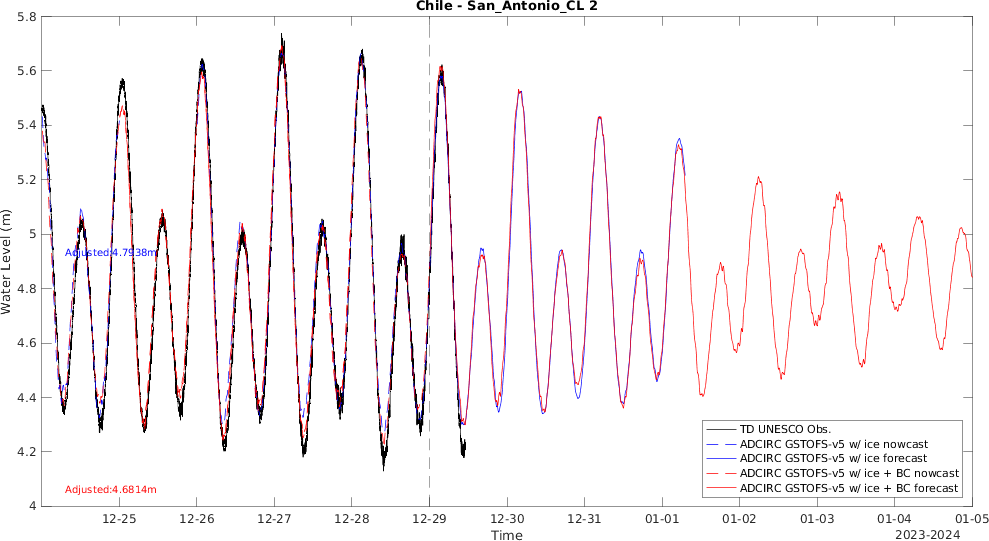 Chile - San_Antonio_CL 2
Water Level (m)
5.8
5.6
5.4
5.2
5
4.8
4.6
4.4
4.2
4
Adjusted:4.7938m
Adjusted:4.6814m
TD UNESCO Obs.
ADCIRC GSTOFS-v5 w/ ice nowcast
ADCIRC GSTOFS-v5 w/ ice forecast
ADCIRC GSTOFS-v5 w/ ice + BC nowcast
ADCIRC GSTOFS-v5 w/ ice + BC forecast
12-25 12-26 12-27 12-28 12-29 12-30 12-31 01-01 01-02 01-03 01-04 01-05
Time
2023-2024